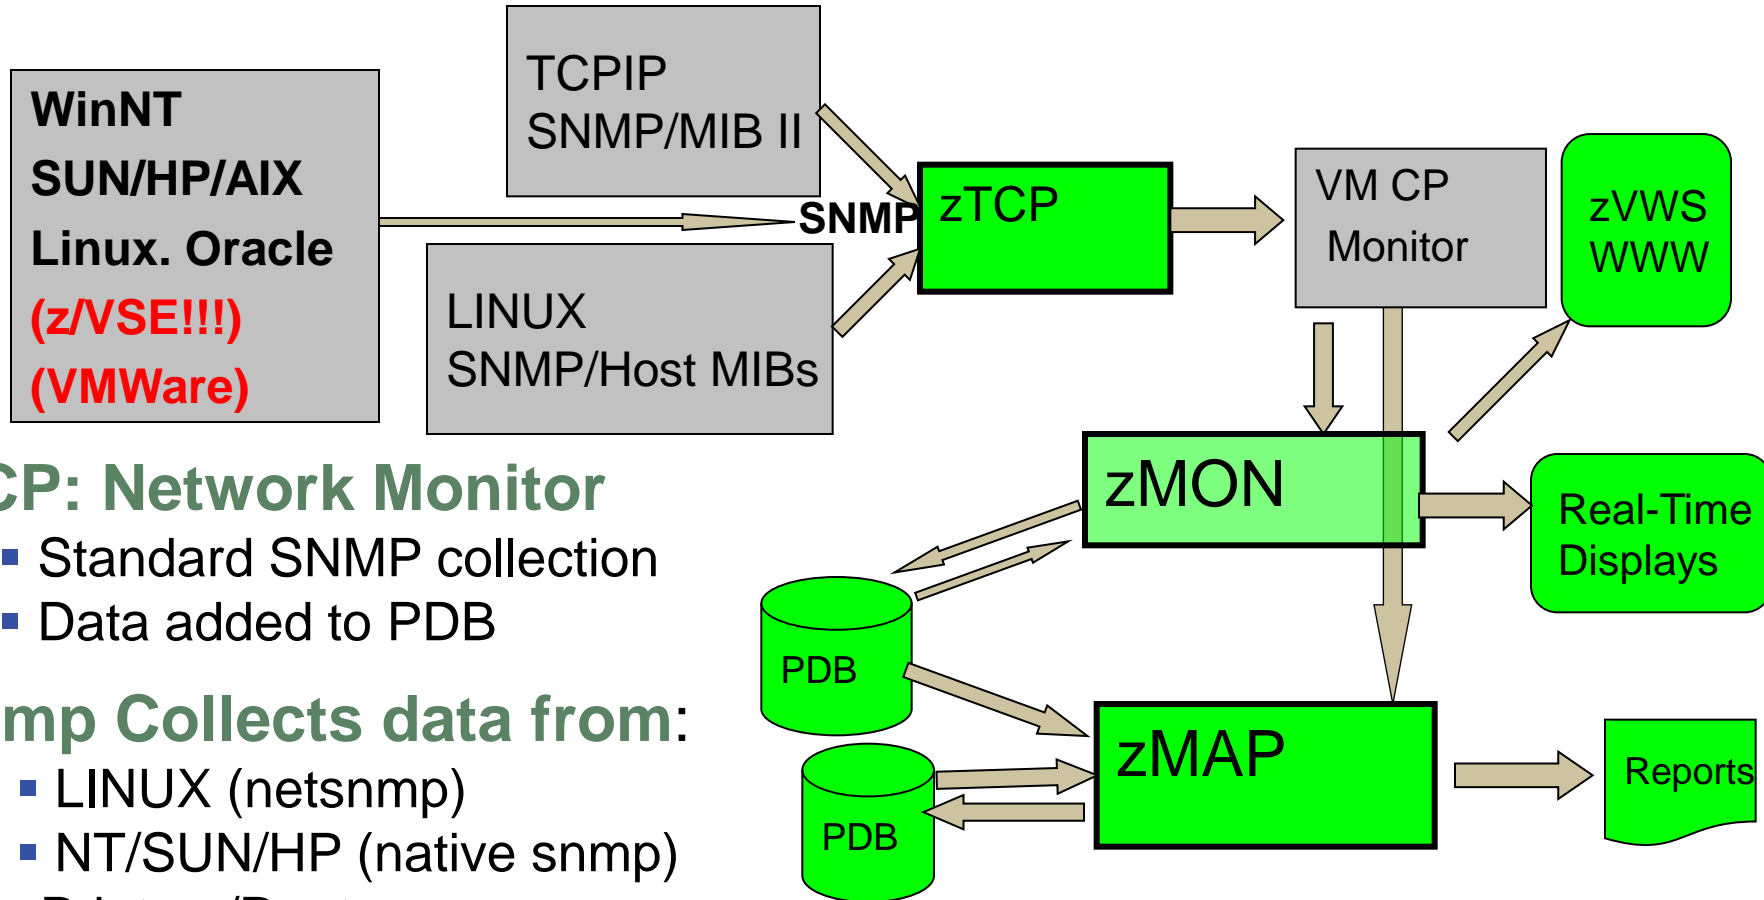 WinNT
SUN/HP/AIX
Linux. Oracle
(z/VSE!!!)
(VMWare)
TCPIP
SNMP/MIB II
SNMP
LINUX
SNMP/Host MIBs
zTCP
VM CP
Monitor
zVWS
WWW
zMON
Real-Time
Displays
PDB
zMAP
PDB
Reports
CP: Network Monitor
▪ Standard SNMP collection
▪ Data added to PDB
mp Collects data from:
▪ LINUX (netsnmp)
▪ NT/SUN/HP (native snmp)